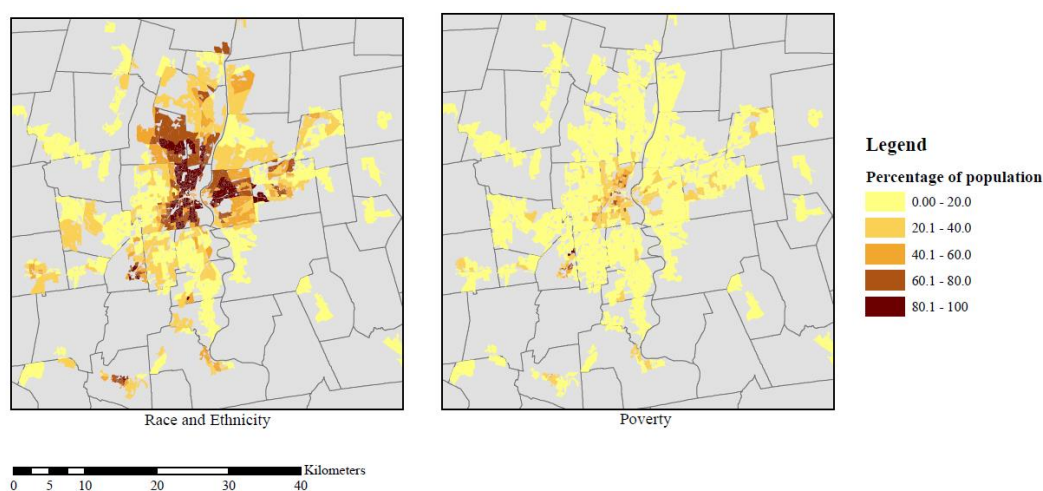 Race and Ethnicity
Poverty
Legend
Percentage of population
0.00 - 20.0
20.1 - 40.0
40.1 - 60.0
60.1 - 80.0
80.1 - 100
Kilometers
0 5 10 20 30 40